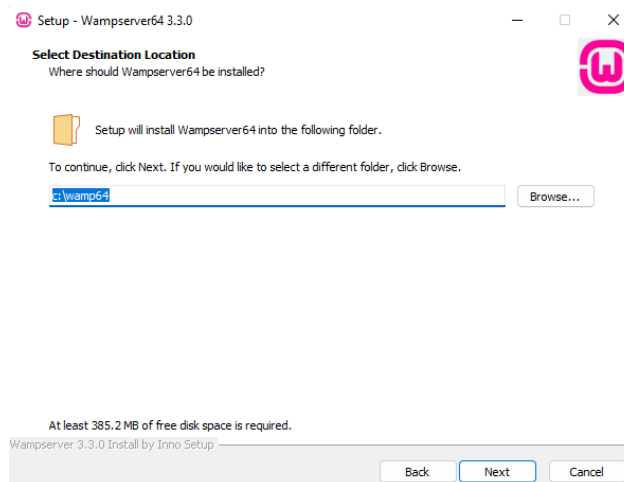 Setup - Wampserver64 3.3.0
Select Destination Location
Where should Wampserver64 be installed?
Setup will install Wampserver64 into the following folder.
To continue, click Next. If you would like to select a different folder, click Browse.
c:\wamp64
Browse...
At least 385.2 MB of free disk space is required.
Wampserver 3.3.0 Install by Inno Setup
Back
Next
Cancel